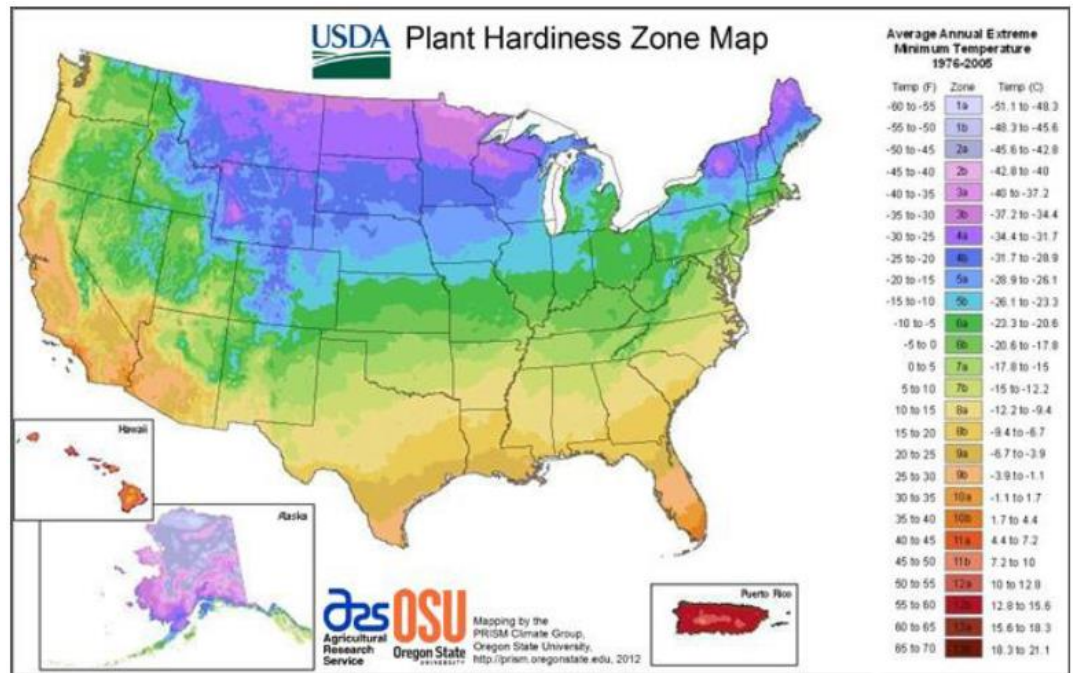 USDA
Plant Hardiness Zone Map
Average Annual Extreme
Minimum Temperature
1976-2005
Temp (F) Zone Temp (C)
-60 to -55 1a -51.1 to -48.3
-55 to -50 1b -48.3 to -45.6
-50 to -45 2a -45.6 to -42.8
-45 to -40 2b -42.8 to -40
-40 to -35 3a -40 to -37.2
-35 to -30 3b -37.2 to -34.4
-30 to -25 4a -34.4 to -31.7
-25 to -20 4b -31.7 to -28.9
-20 to -15 5a -28.9 to -26.1
-15 to -10 5b -26.1 to -23.3
-10 to -5 6a -23.3 to -20.6
-5 to 0 6b -20.6 to -17.8
0 to 5 7a -17.8 to -15
5 to 10 7b -15 to -12.2
10 to 15 8a -12.2 to -9.4
15 to 20 8b -9.4 to -6.7
20 to 25 9a -6.7 to -3.9
25 to 30 9b -3.9 to -1.1
30 to 35 10a -1.1 to 1.7
35 to 40 10b 1.7 to 4.4
40 to 45 11a 4.4 to 7.2
45 to 50 11b 7.2 to 10
50 to 55 12a 10 to 12.8
55 to 60 12b 12.8 to 15.6
60 to 65 13a 15.6 to 18.3
65 to 70 18.3 to 21.1
Hawaii
Alaska
ars
Agricultural
Research
Service
OSU
Oregon State
UNIVERSITY
Mapping by the
PRISM Climate Group,
Oregon State University,
http://prism.oregonstate.edu, 2012
Puerto Rico